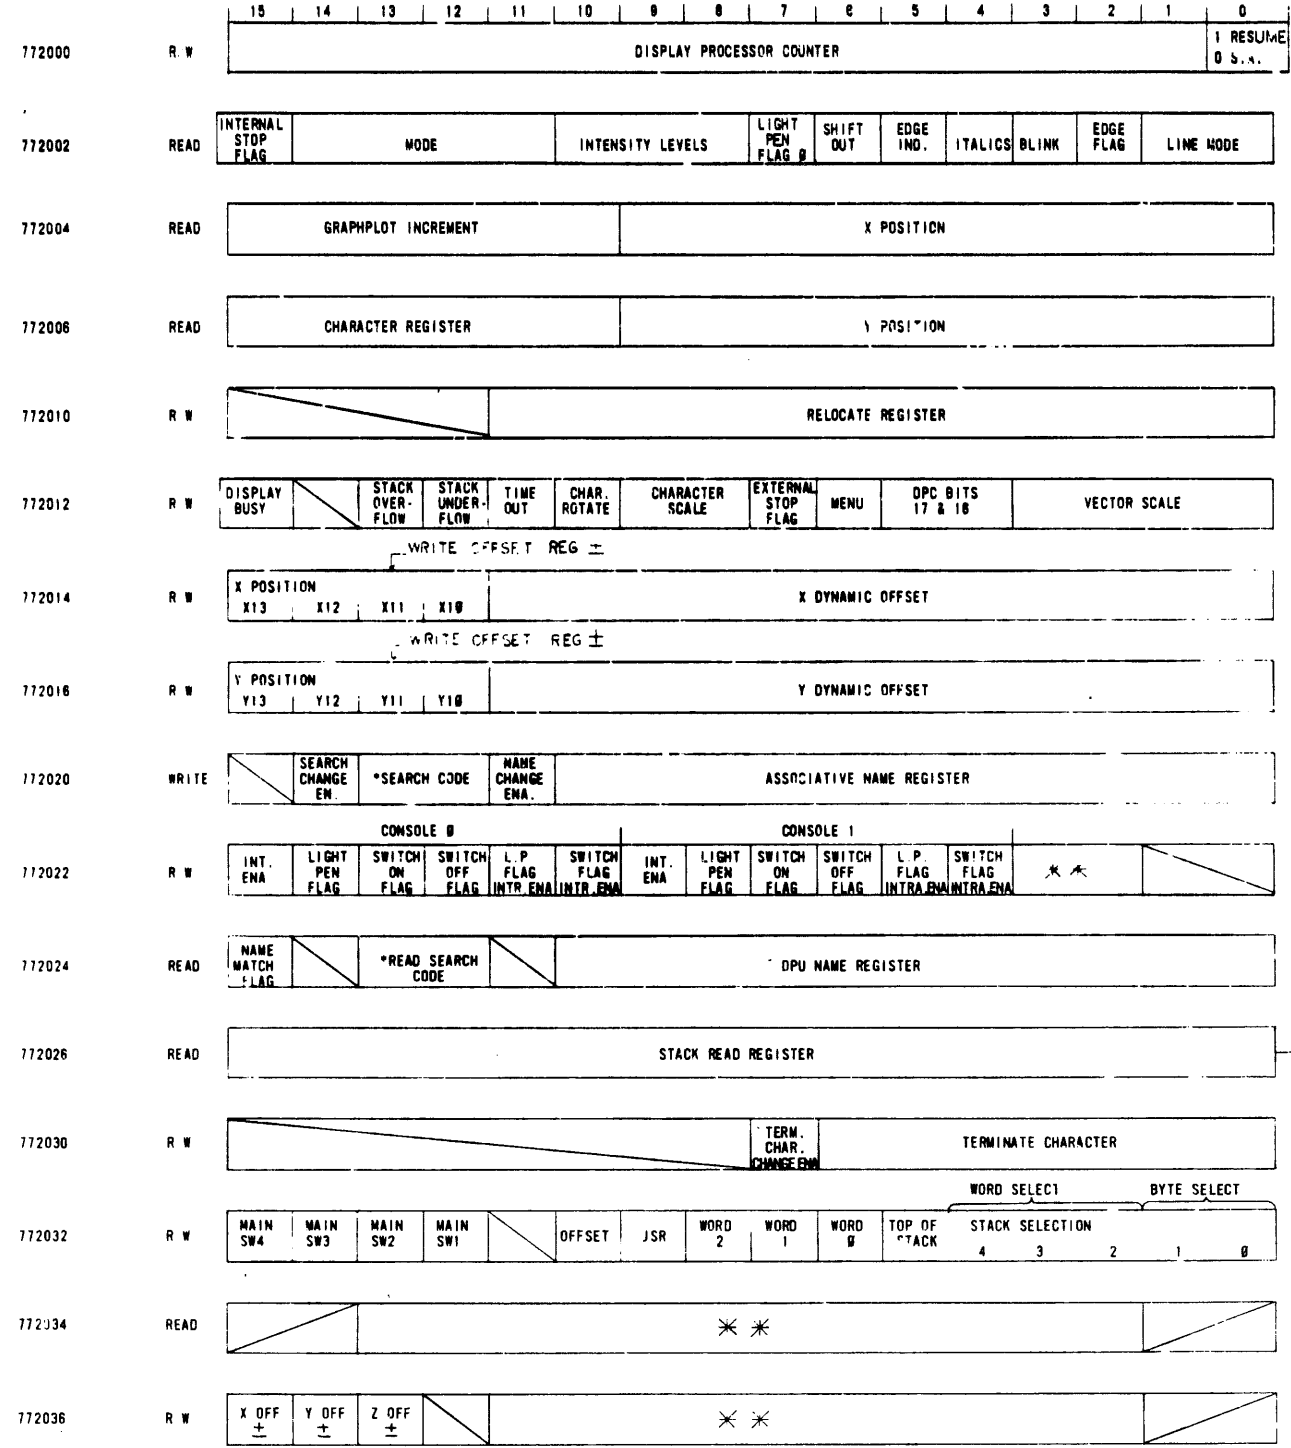 15 14 13 12 11 10 9 8 7 6 5 4 3 2 1 0
772000 R W DISPLAY PROCESSOR COUNTER 1 RESUME
0
772002 READ INTERNAL STOP FLAG MODE INTENSITY LEVELS LIGHT PEN FLAG 0 SHIFT OUT EDGE IND. ITALICS BLINK EDGE FLAG LINE MODE
772004 READ GRAPHPLOT INCREMENT X POSITION
772006 READ CHARACTER REGISTER POSITION
772010 R W RELOCATE REGISTER
772012 R W DISPLAY BUSY STACK OVER-FLOW STACK UNDER-FLOW TIME OUT CHAR. ROTATE CHARACTER SCALE EXTERNAL STOP FLAG MENU DPC BITS 17 & 16 VECTOR SCALE
WRITE OFFSET REG ±
772014 R W X POSITION X DYNAMIC OFFSET
X13 X12 X11 X10
WRITE OFFSET REG ±
772016 R W Y POSITION Y DYNAMIC OFFSET
Y13 Y12 Y11 Y10
772020 WRITE SEARCH CHANGE EN. *SEARCH CODE NAME CHANGE ENA. ASSOCIATIVE NAME REGISTER
CONSOLE 0 CONSOLE 1
772022 R W INT. ENA LIGHT PEN FLAG SWITCH ON FLAG SWITCH OFF FLAG L.P FLAG INTR.ENA SWITCH FLAG INTR.ENA INT. ENA LIGHT PEN FLAG SWITCH ON FLAG SWITCH OFF FLAG L.P. FLAG INTRA.ENA SWITCH FLAG INTRA.ENA * *
772024 READ NAME MATCH FLAG *READ SEARCH CODE DPU NAME REGISTER
772026 READ STACK READ REGISTER
772030 R W TERM. CHAR. CHANGE ENA TERMINATE CHARACTER
WORD SELECT BYTE SELECT
772032 R W MAIN SW4 MAIN SW3 MAIN SW2 MAIN SW1 OFFSET JSR WORD 2 WORD 1 WORD 0 TOP OF STACK STACK SELECTION
4 3 2 1 0
772034 READ * *
772036 R W X OFF ± Y OFF ± Z OFF ± * *